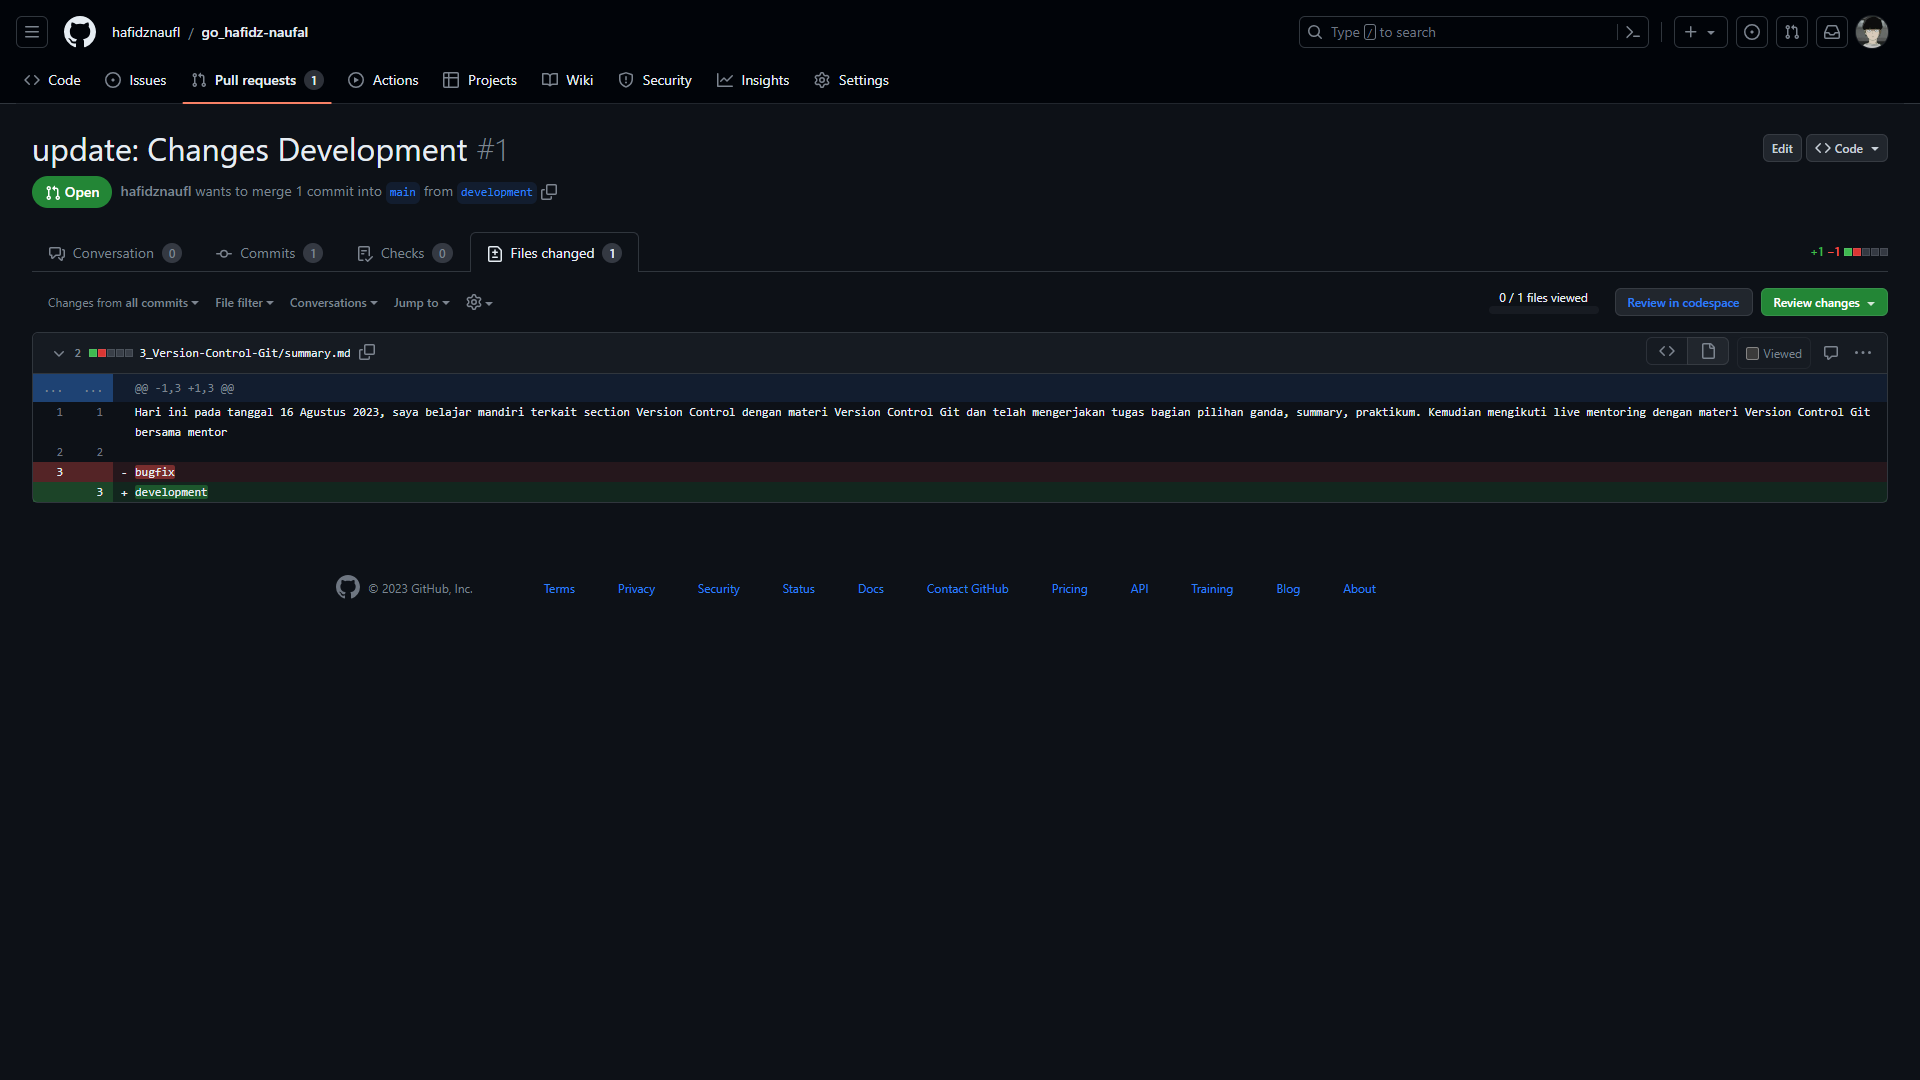 hafidznaufl / go_hafidz-naufal
Type / to search
Code Issues Pull requests 1 Actions Projects Wiki Security Insights Settings
update: Changes Development #1
Edit Code
Open hafidznaufl wants to merge 1 commit into main from development
Conversation 0 Commits 1 Checks 0 Files changed 1
+1 −1
Changes from all commits File filter Conversations Jump to
0 / 1 files viewed Review in codespace Review changes
2 3_Version-Control-Git/summary.md
Viewed
... ... @@ -1,3 +1,3 @@
1 1 Hari ini pada tanggal 16 Agustus 2023, saya belajar mandiri terkait section Version Control dengan materi Version Control Git dan telah mengerjakan tugas bagian pilihan ganda, summary, praktikum. Kemudian mengikuti live mentoring dengan materi Version Control Git
bersama mentor
2 2
3 - bugfix
3 + development
© 2023 GitHub, Inc. Terms Privacy Security Status Docs Contact GitHub Pricing API Training Blog About